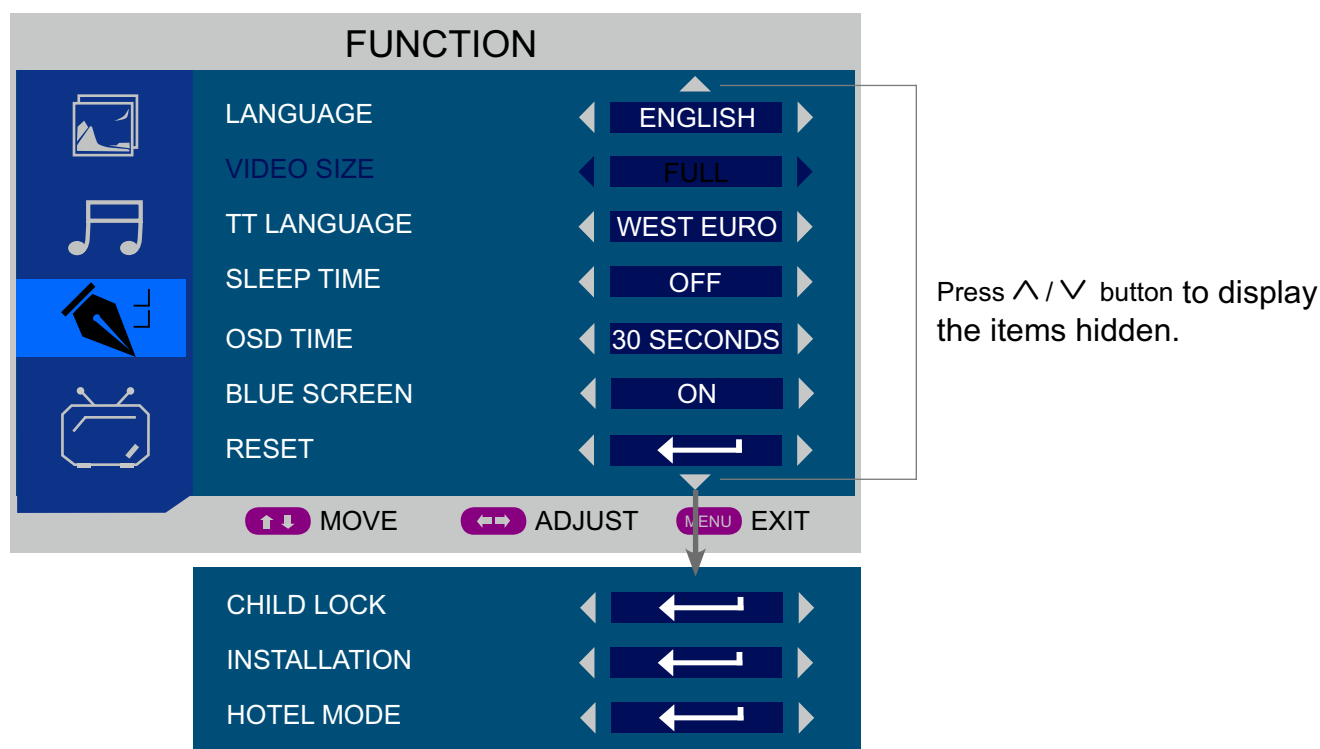 FUNCTION
LANGUAGE ENGLISH
VIDEO SIZE FULL
TT LANGUAGE WEST EURO
SLEEP TIME OFF
OSD TIME 30 SECONDS
BLUE SCREEN ON
RESET
MOVE ADJUST MENU EXIT
CHILD LOCK
INSTALLATION
HOTEL MODE
Press ∧ / ∨ button to display
the items hidden.